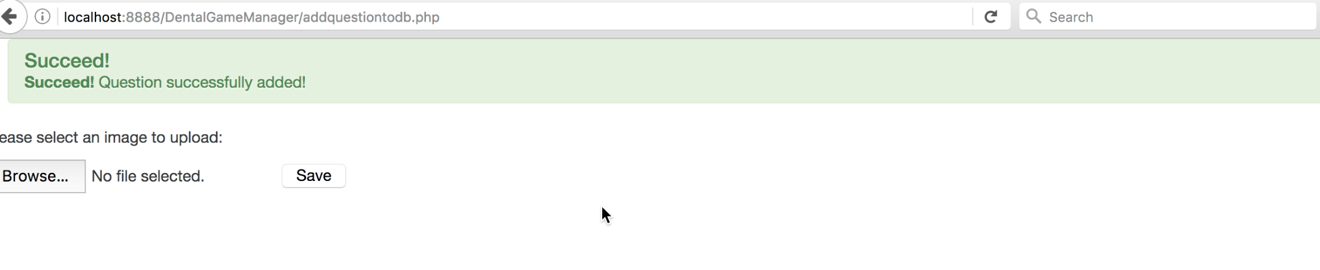 localhost:8888/DentalGameManager/addquestiontodb.php
Search
Succeed!
Succeed! Question successfully added!
ease select an image to upload:
Browse... No file selected. Save